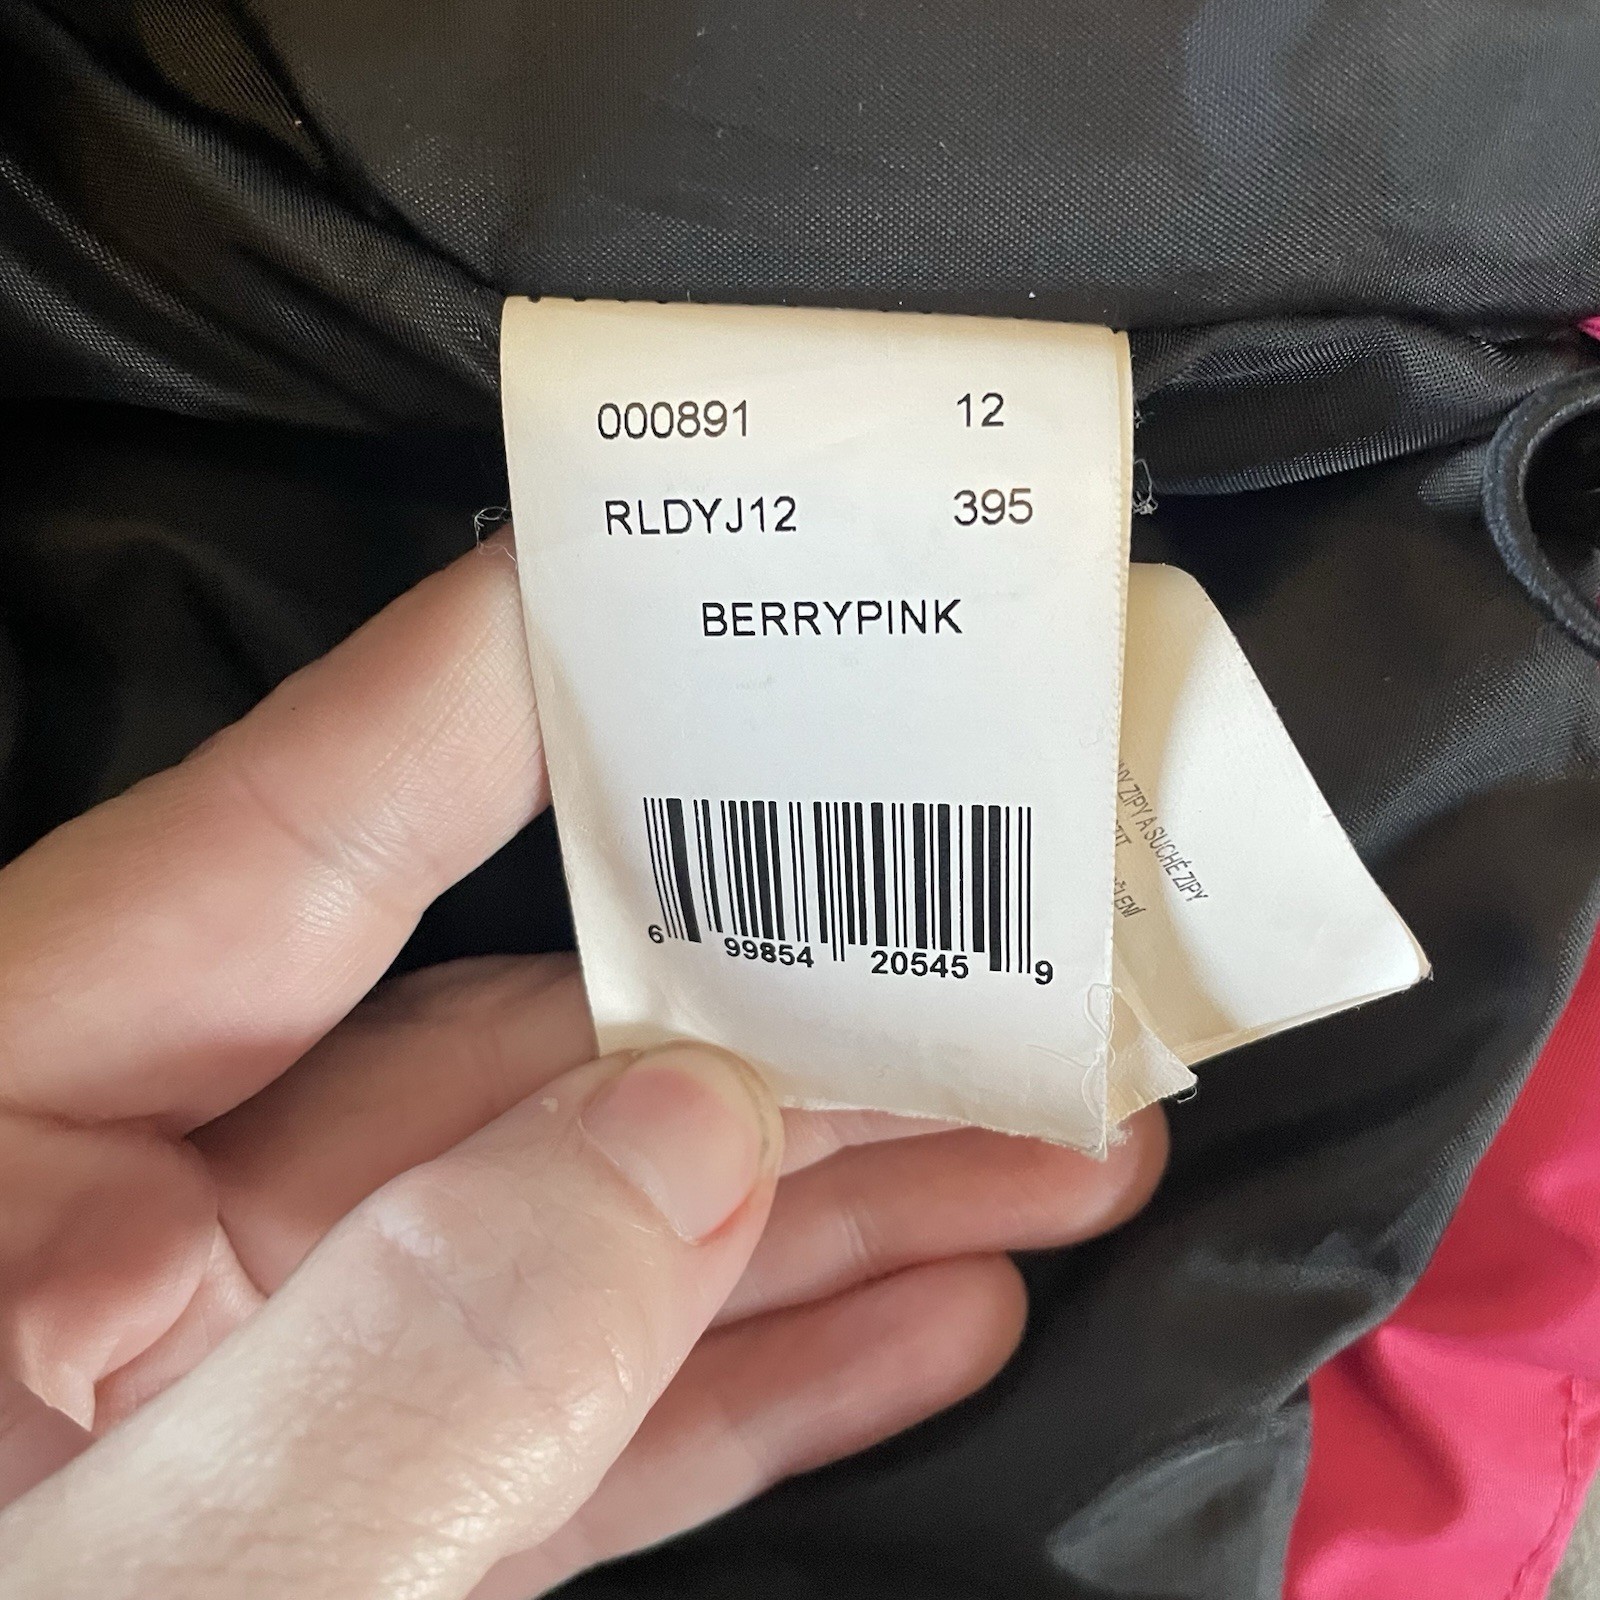 000891 12
RLDYJ12 395
BERRYPINK
6 99854 20545 9
ZIPY A SUCHÉ ZIPY